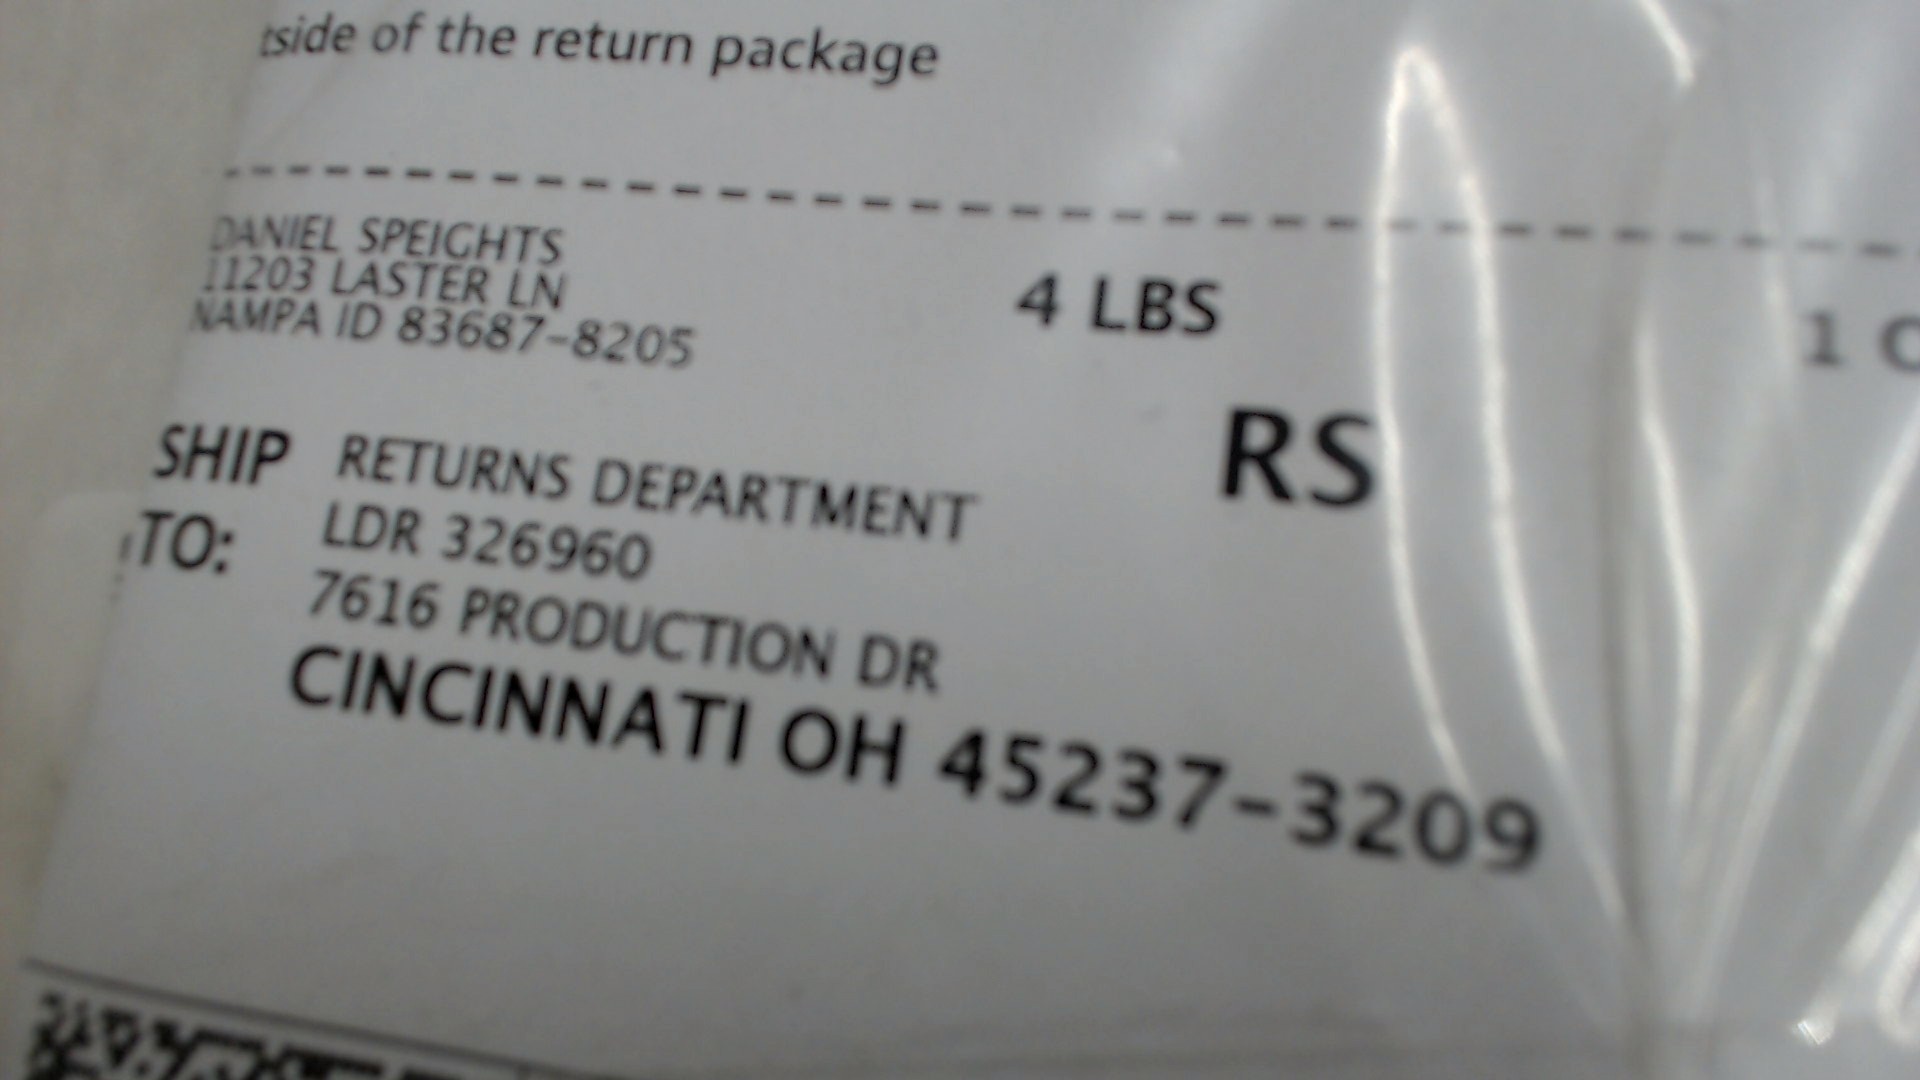 of the return package
DANIEL SPEIGHTS
11203 LASTER LN
NAMPA ID 83687-8205
4 LBS
1
RS
SHIP TO:
RETURNS DEPARTMENT
LDR 326960
7616 PRODUCTION DR
CINCINNATI OH 45237-3209